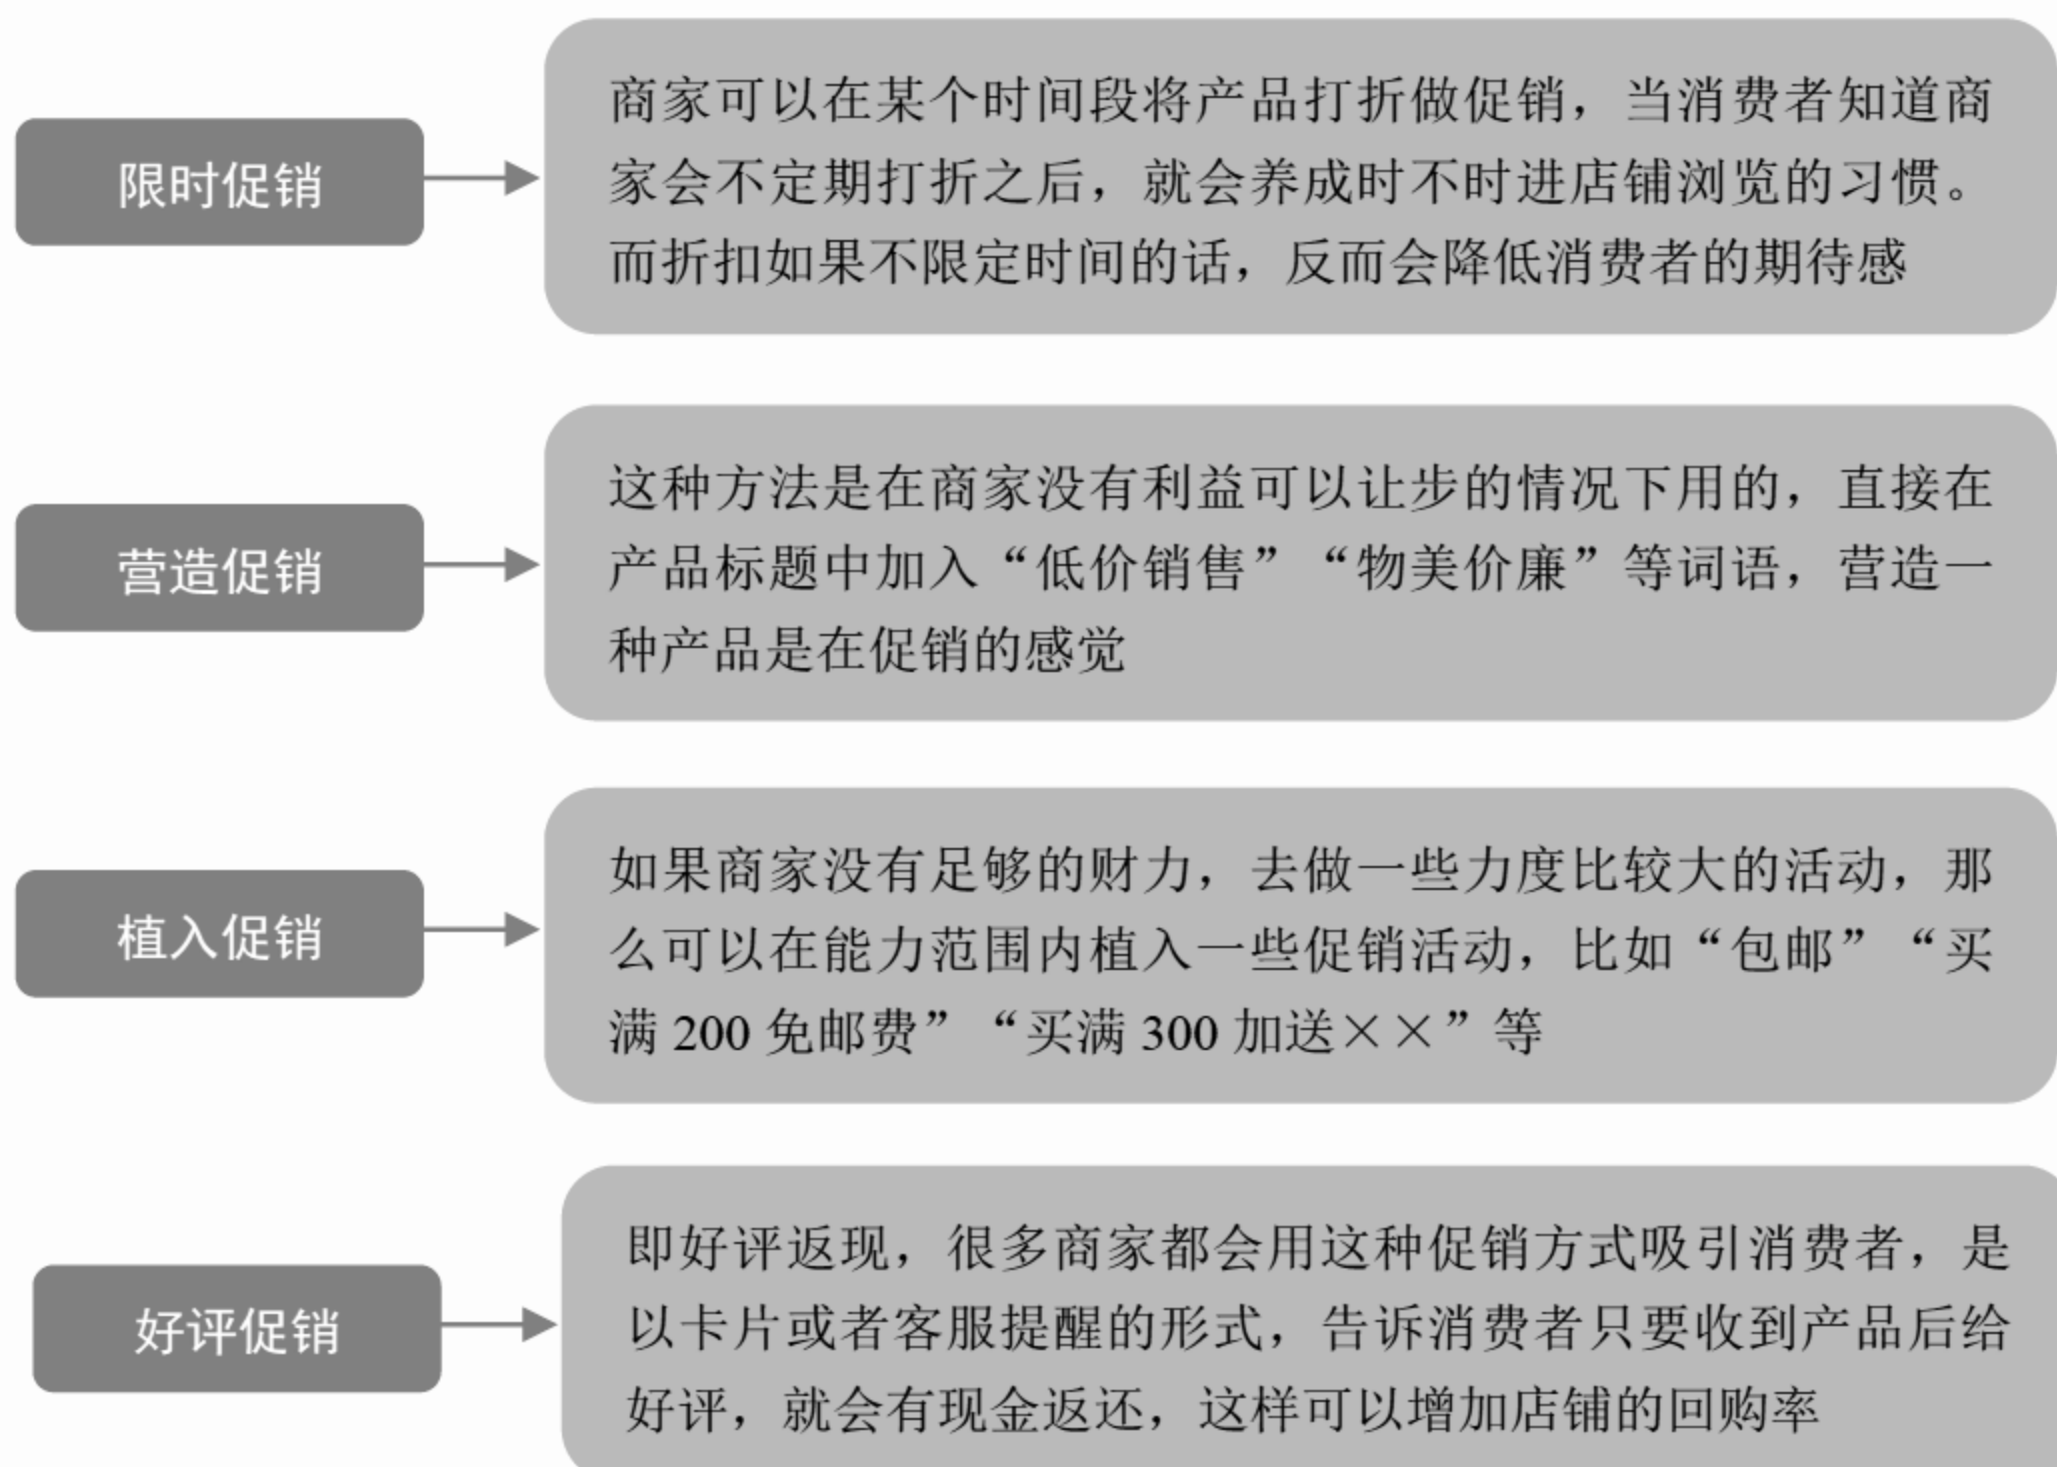 限时促销
商家可以在某个时间段将产品打折做促销，当消费者知道商
家会不定期打折之后，就会养成时不时进店铺浏览的习惯。
而折扣如果不限定时间的话，反而会降低消费者的期待感
营造促销
这种方法是在商家没有利益可以让步的情况下用的，直接在
产品标题中加入“低价销售”“物美价廉”等词语，营造一
种产品是在促销的感觉
植入促销
如果商家没有足够的财力，去做一些力度比较大的活动，那
么可以在能力范围内植入一些促销活动，比如“包邮”“买
满 200 免邮费”“买满 300 加送××”等
好评促销
即好评返现，很多商家都会用这种促销方式吸引消费者，是
以卡片或者客服提醒的形式，告诉消费者只要收到产品后给
好评，就会有现金返还，这样可以增加店铺的回购率